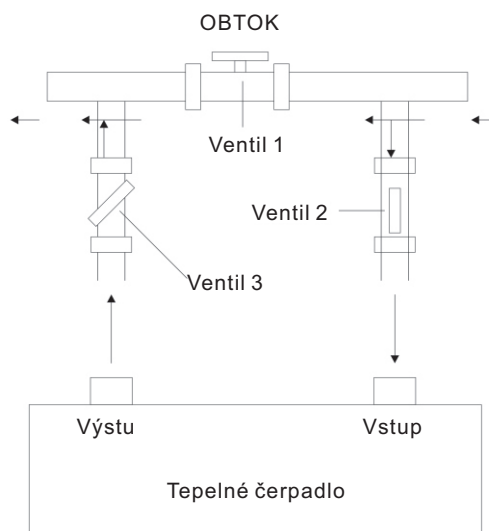 OBTOK
Ventil 1
Ventil 2
Ventil 3
Výstu
Vstup
Tepelné čerpadlo